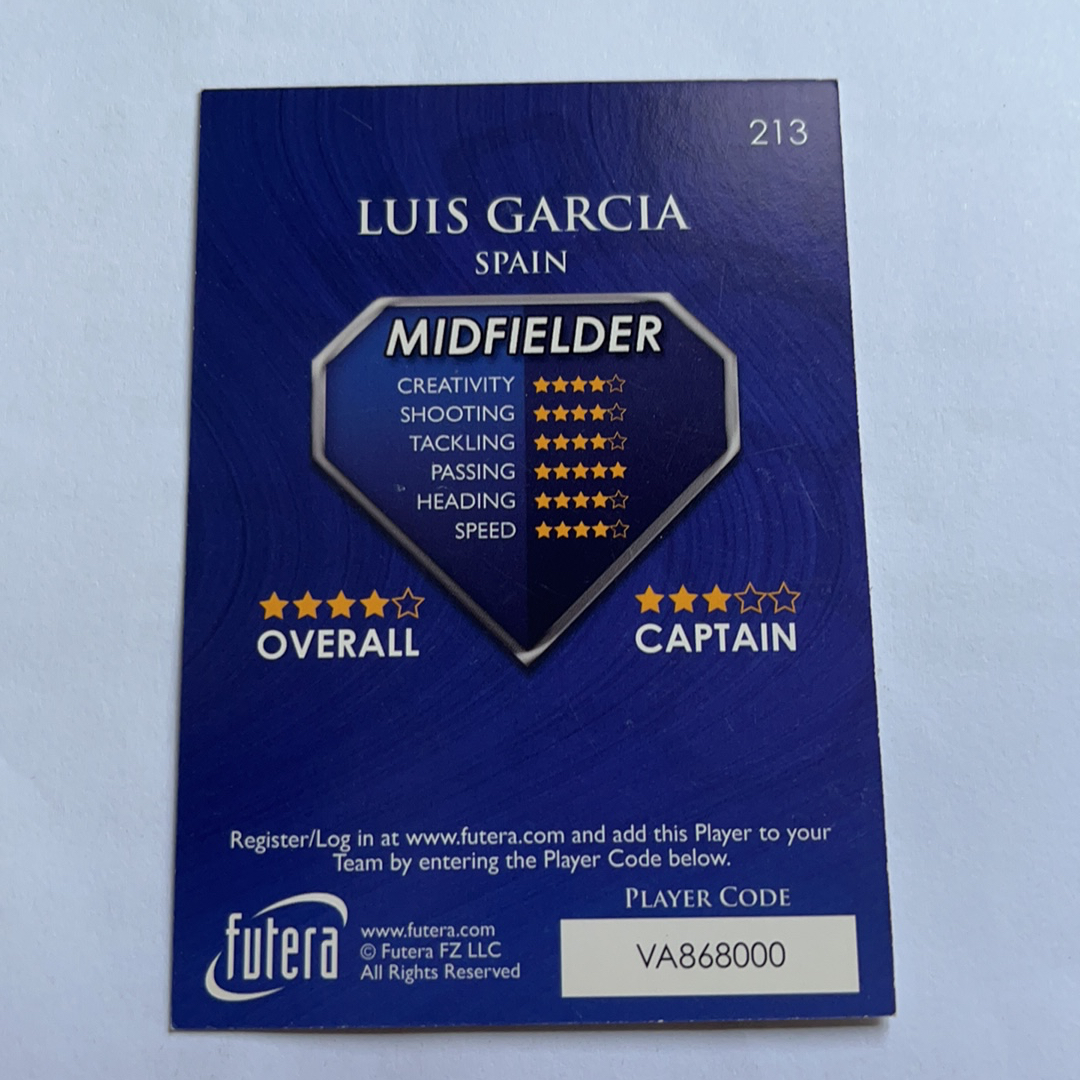 213
LUIS GARCIA
SPAIN
MIDFIELDER
CREATIVITY
SHOOTING
TACKLING
PASSING
HEADING
SPEED
OVERALL
CAPTAIN
Register/Log in at www.futera.com and add this Player to your
Team by entering the Player Code below.
PLAYER CODE
futera
www.futera.com
© Futera FZ LLC
All Rights Reserved
VA868000